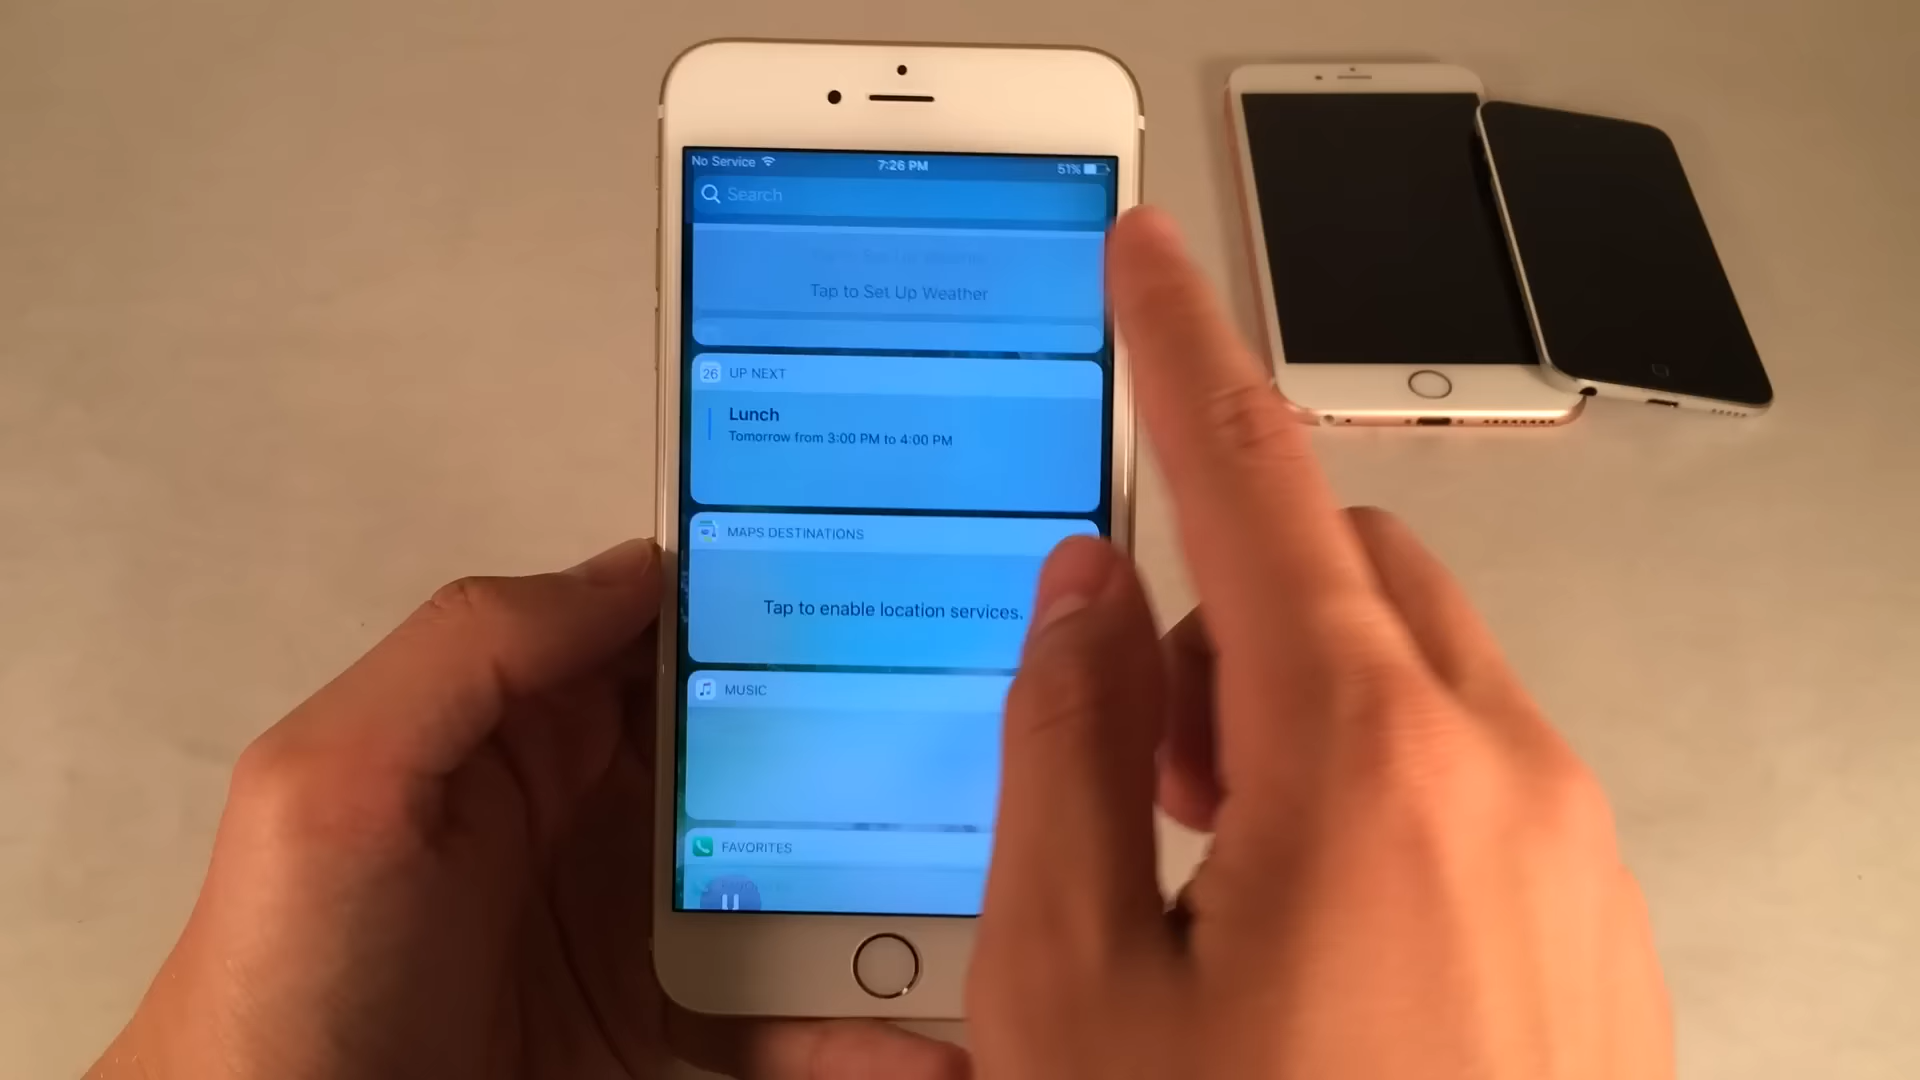 No Service 7:26 PM 51%
Search
Tap to Set Up Weather
26 UP NEXT
Lunch
Tomorrow from 3:00 PM to 4:00 PM
MAPS DESTINATIONS
Tap to enable location services.
MUSIC
FAVORITES